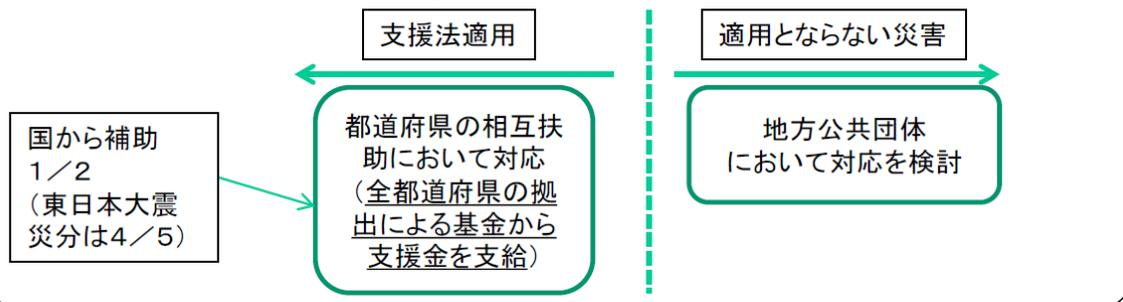 支援法適用
適用とならない災害
国から補助
1／2
（東日本大震
災分は4／5）
都道府県の相互扶
助において対応
（全都道府県の拠
出による基金から
支援金を支給）
地方公共団体
において対応を検討